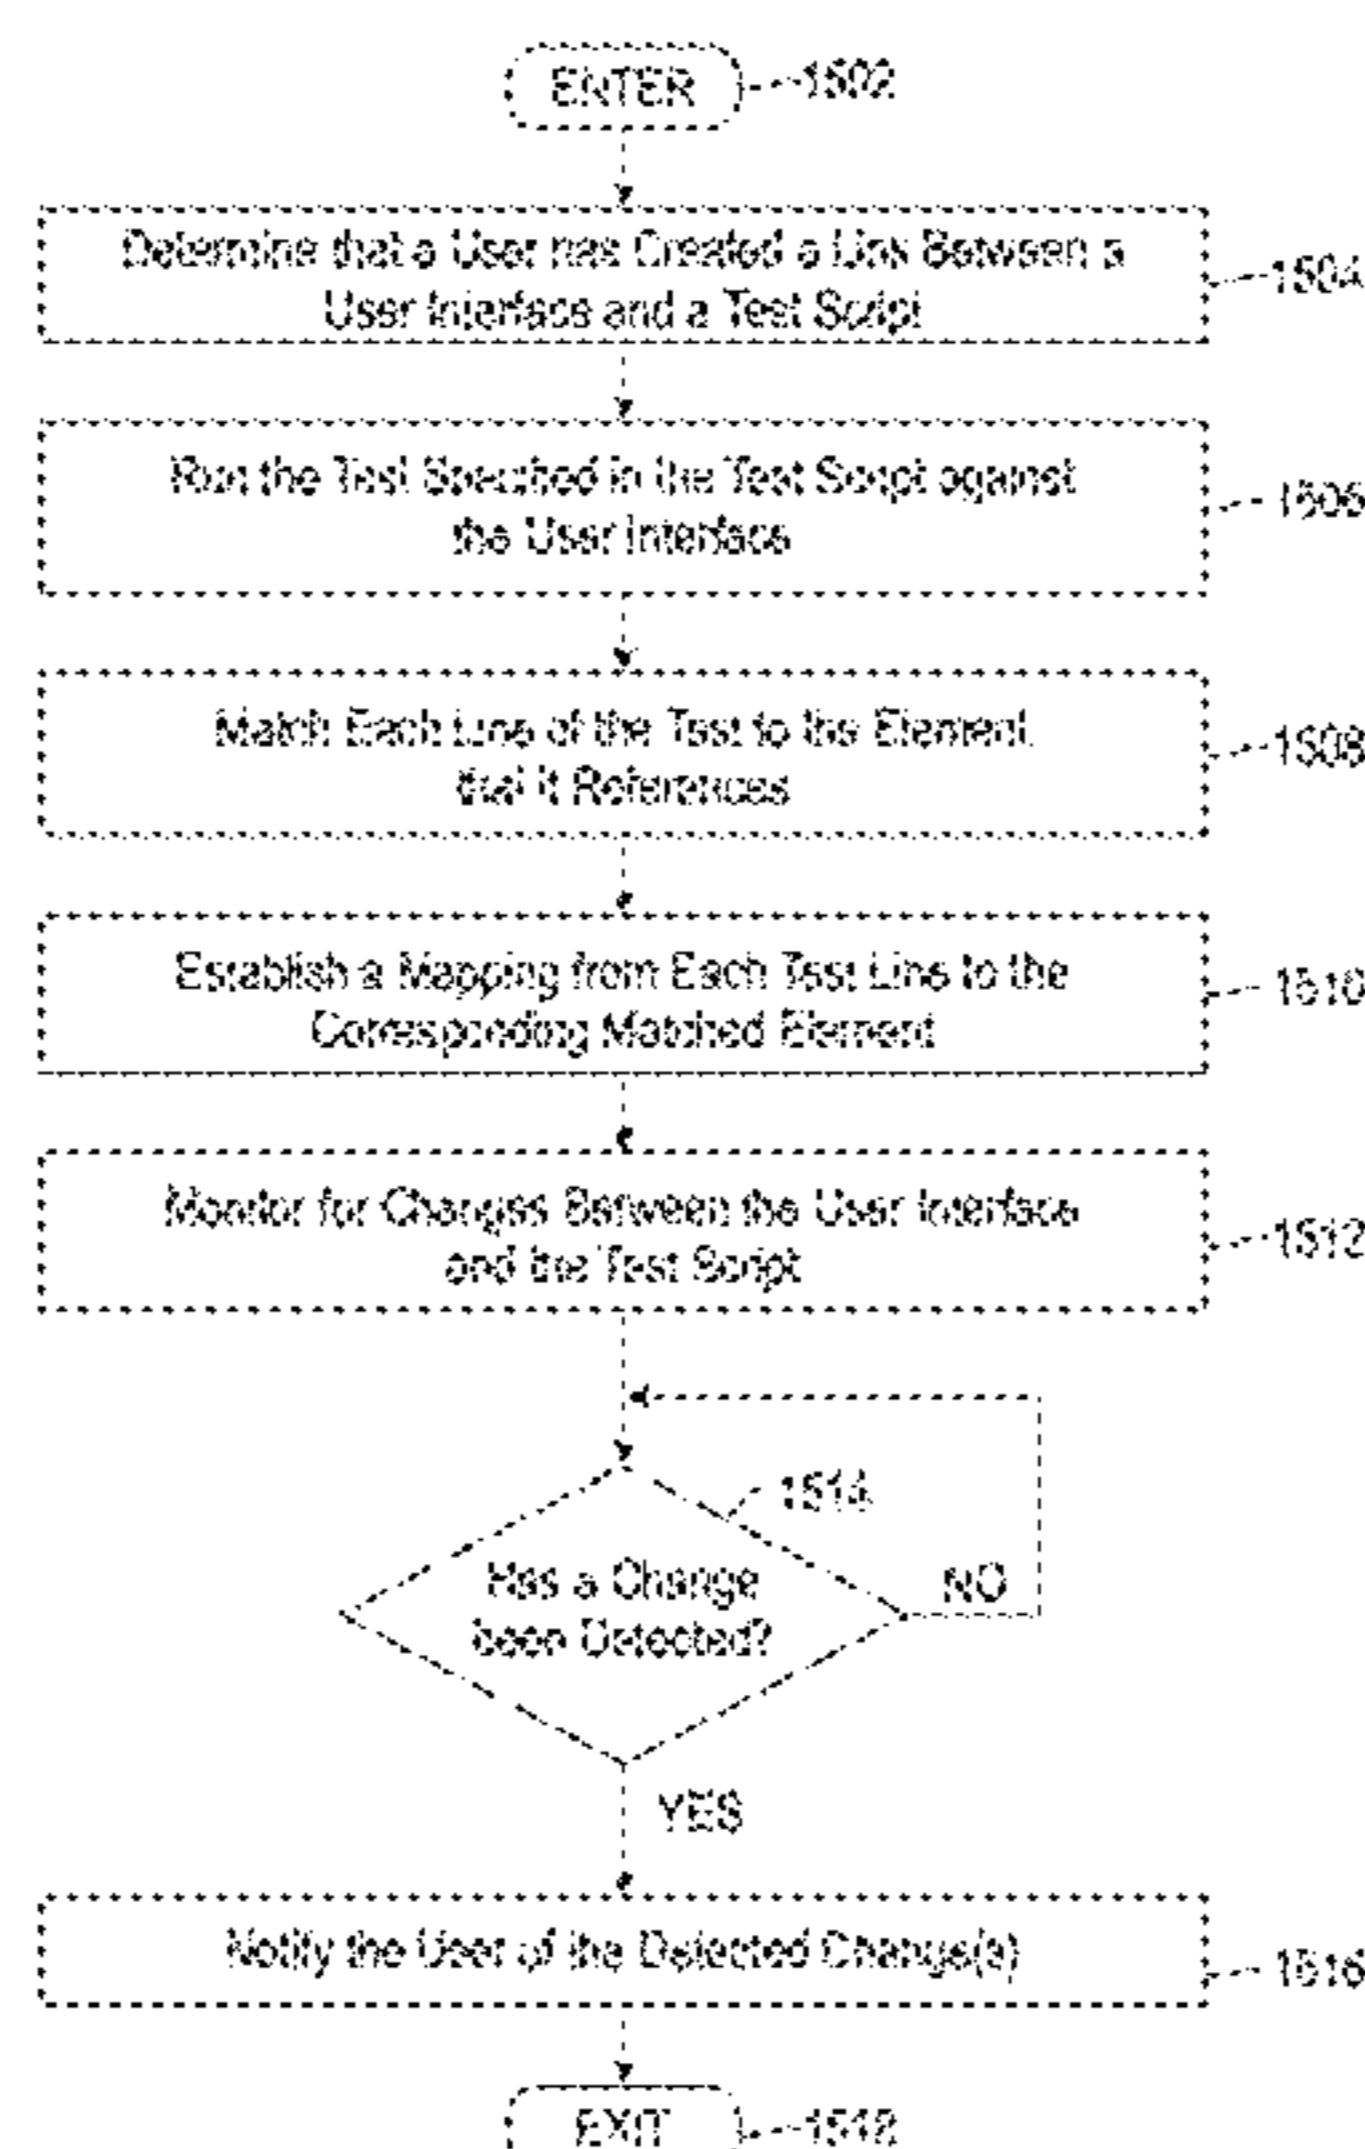 ENTER
1502
Determine that a User has Created a Link Between a
User Interface and a Test Script
1504
Run the Test Specified in the Test Script against
the User Interface
1506
Match Each Line of the Test to the Element
that it References
1508
Establish a Mapping from Each Test Line to the
Corresponding Matched Element
1510
Monitor for Changes Between the User Interface
and the Test Script
1512
1514
Has a Change
been Detected?
NO
YES
Notify the User of the Detected Change(s)
1516
EXIT
1518